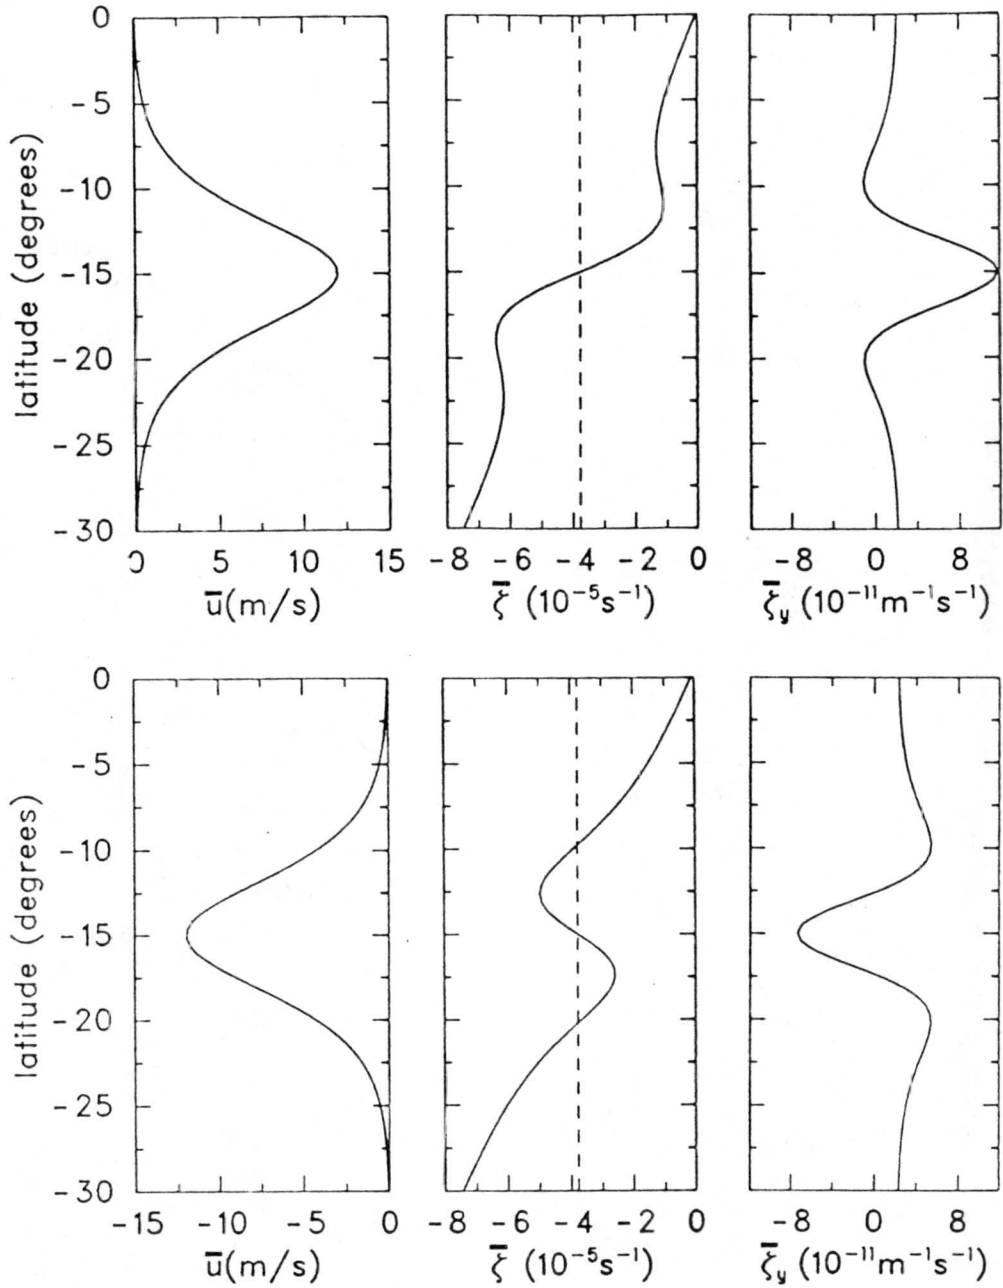 0
-5
-10
-15
-20
-25
-30
latitude (degrees)
0 5 10 15
ū(m/s)
-8 -6 -4 -2 0
ζ̄ (10⁻⁵s⁻¹)
-8 0 8
ζ̄y (10⁻¹¹m⁻¹s⁻¹)
0
-5
-10
-15
-20
-25
-30
latitude (degrees)
-15 -10 -5 0
ū(m/s)
-8 -6 -4 -2 0
ζ̄ (10⁻⁵s⁻¹)
-8 0 8
ζ̄y (10⁻¹¹m⁻¹s⁻¹)